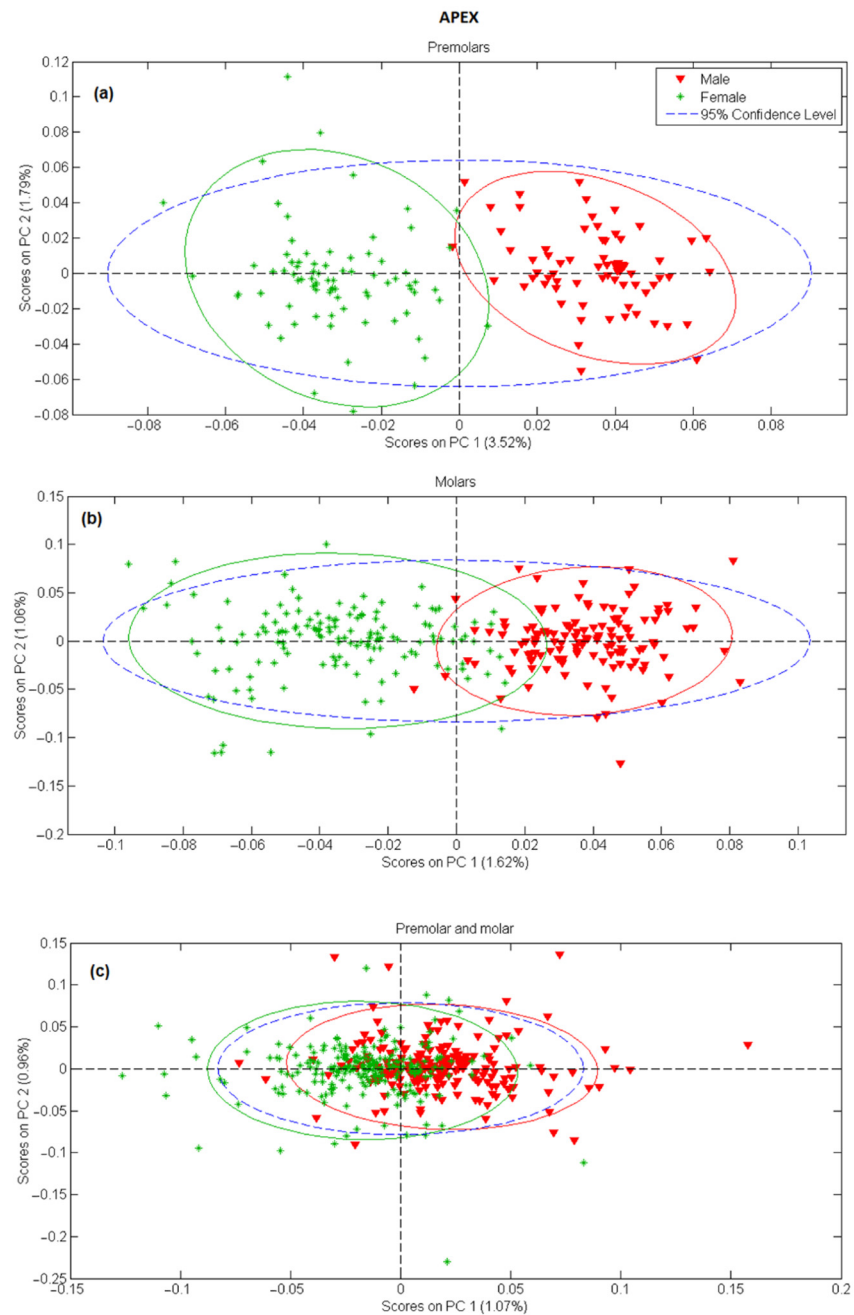 APEX
Premolars
(a)
Male
Female
95% Confidence Level
0.12
0.1
0.08
0.06
0.04
0.02
0
−0.02
−0.04
−0.06
−0.08
Scores on PC 2 (1.79%)
−0.08 −0.06 −0.04 −0.02 0 0.02 0.04 0.06 0.08
Scores on PC 1 (3.52%)
Molars
(b)
0.15
0.1
0.05
0
−0.05
−0.1
−0.15
−0.2
Scores on PC 2 (1.06%)
−0.1 −0.08 −0.06 −0.04 −0.02 0 0.02 0.04 0.06 0.08 0.1
Scores on PC 1 (1.62%)
Premolar and molar
(c)
0.15
0.1
0.05
0
−0.05
−0.1
−0.15
−0.2
−0.25
Scores on PC 2 (0.96%)
−0.15 −0.1 −0.05 0 0.05 0.1 0.15 0.2
Scores on PC 1 (1.07%)